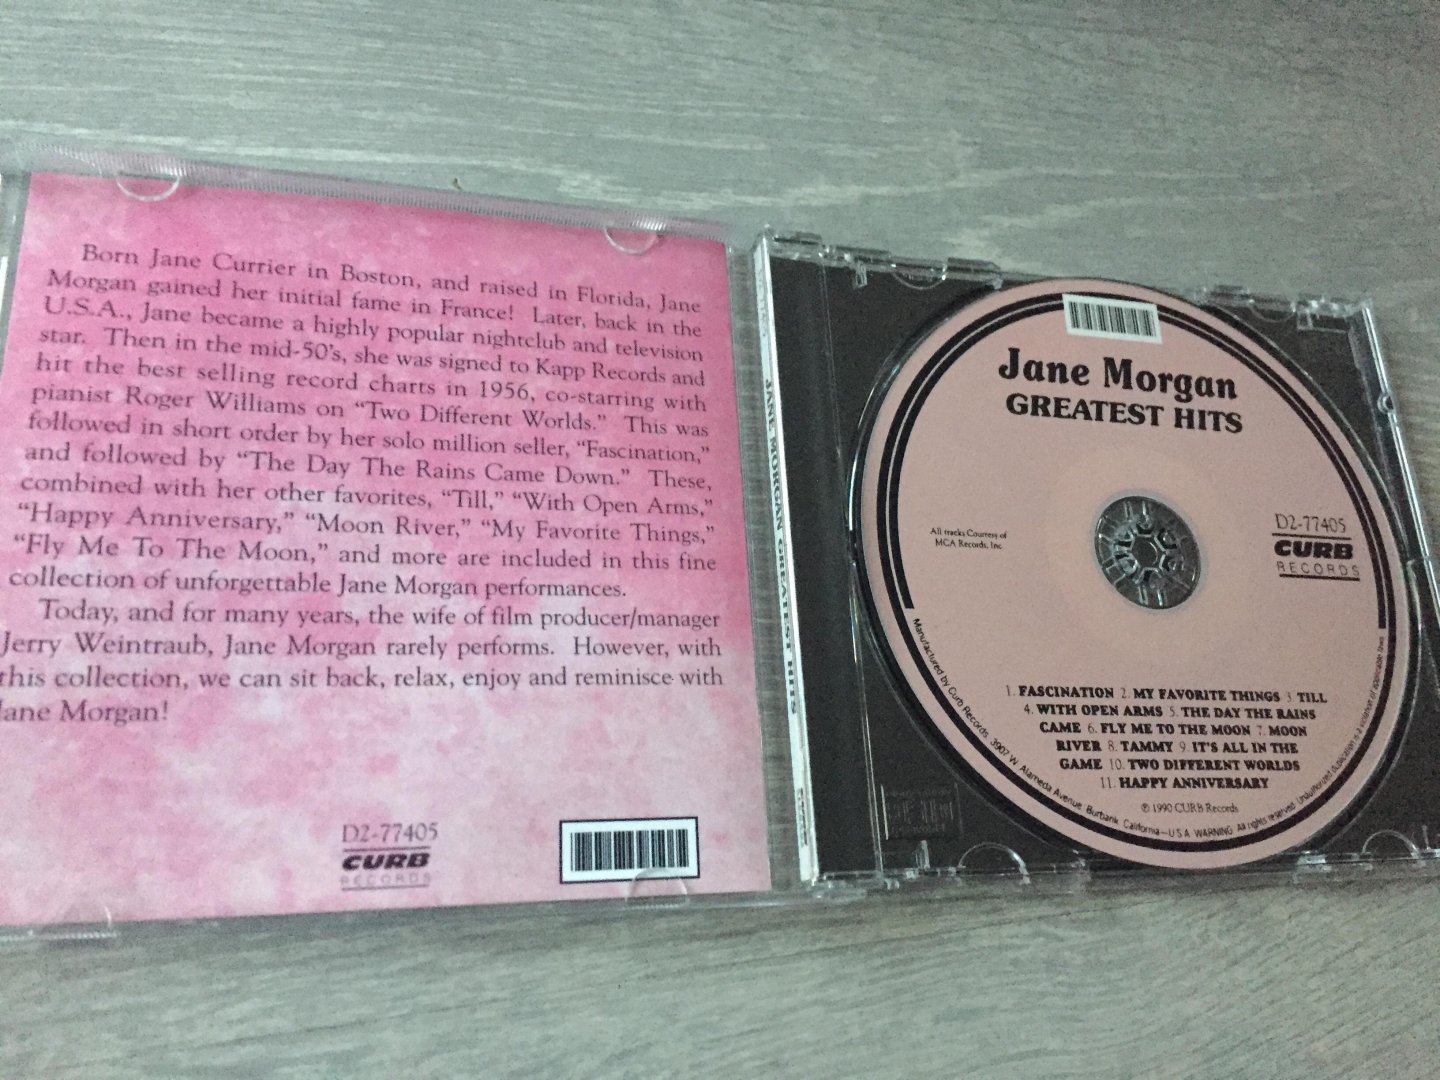 Born Jane Currier in Boston, and raised in Florida, Jane
Morgan gained her initial fame in France! Later, back in the
U.S.A., Jane became a highly popular nightclub and television
star. Then in the mid-50's, she was signed to Kapp Records and
hit the best selling record charts in 1956, co-starring with
pianist Roger Williams on “Two Different Worlds.” This was
followed in short order by her solo million seller, “Fascination,”
and followed by “The Day The Rains Came Down.” These,
combined with her other favorites, “Till,” “With Open Arms,”
“Happy Anniversary,” “Moon River,” “My Favorite Things,”
“Fly Me To The Moon,” and more are included in this fine
collection of unforgettable Jane Morgan performances.
Today, and for many years, the wife of film producer/manager
Jerry Weintraub, Jane Morgan rarely performs. However, with
this collection, we can sit back, relax, enjoy and reminisce with
Jane Morgan!
D2-77405
CURB
RECORDS
JANE MORGAN GREATEST HITS
Jane Morgan
GREATEST HITS
All tracks Courtesy of
MCA Records, Inc
D2-77405
CURB
RECORDS
1. FASCINATION 2. MY FAVORITE THINGS 3 TILL
4. WITH OPEN ARMS 5. THE DAY THE RAINS
CAME 6. FLY ME TO THE MOON 7. MOON
RIVER 8. TAMMY 9. IT'S ALL IN THE
GAME 10. TWO DIFFERENT WORLDS
11. HAPPY ANNIVERSARY
℗ 1990 CURB Records
Manufactured by Curb Records, 3907 W. Alameda Avenue, Burbank, California—U.S.A. WARNING: All rights reserved. Unauthorized duplication is a violation of applicable laws